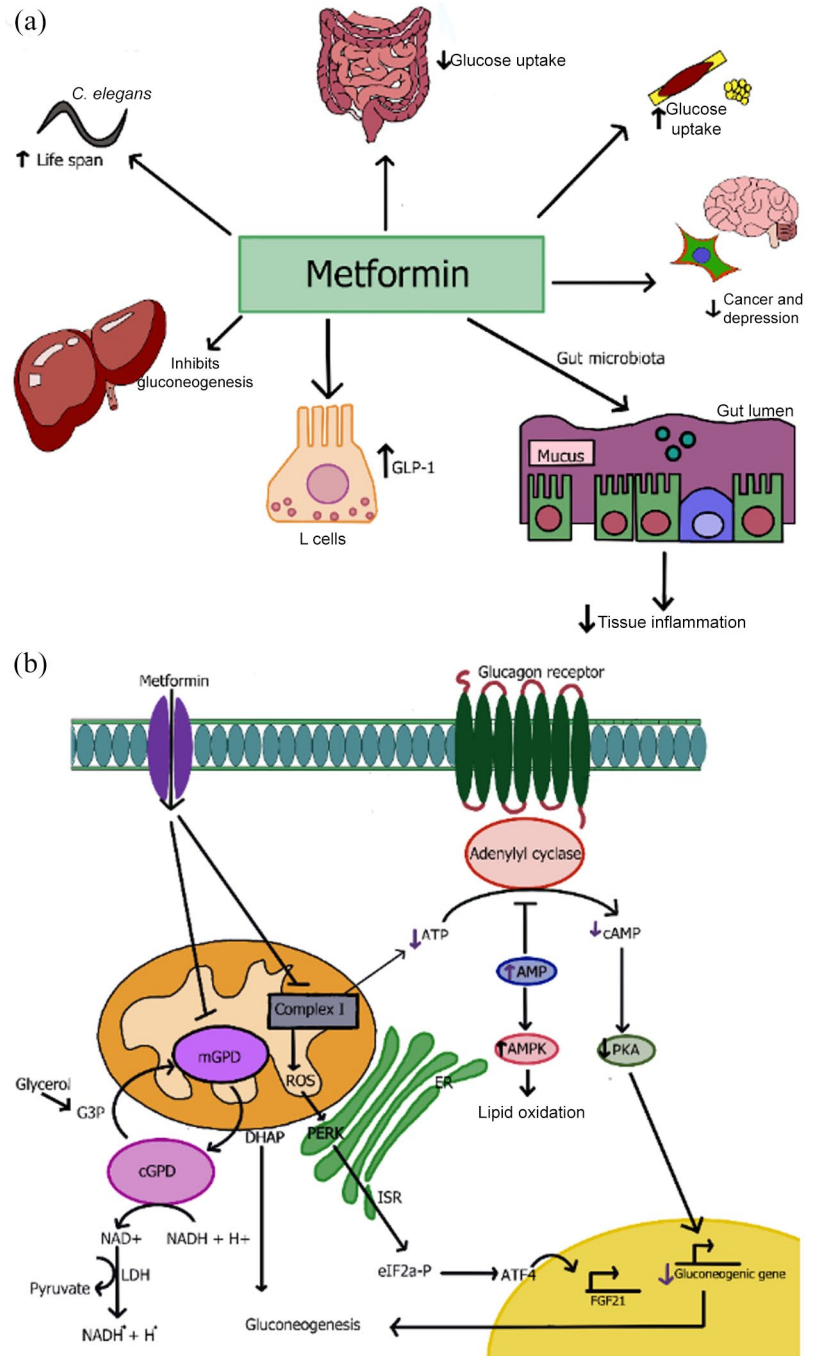 (a)
Glucose uptake
C. elegans
Life span
Glucose
uptake
Metformin
Cancer and
depression
Inhibits
gluconeogenesis
Gut microbiota
Gut lumen
Mucus
GLP-1
L cells
Tissue inflammation
(b)
Metformin
Glucagon receptor
Adenylyl cyclase
ATP
cAMP
AMP
Complex I
mGPD
AMPK
PKA
ROS
ER
Glycerol
G3P
Lipid oxidation
DHAP
PERK
cGPD
ISR
NAD+
NADH + H+
eIF2a-P
ATF4
Gluconeogenic gene
LDH
Pyruvate
FGF21
Gluconeogenesis
NADH⁺ + H⁺